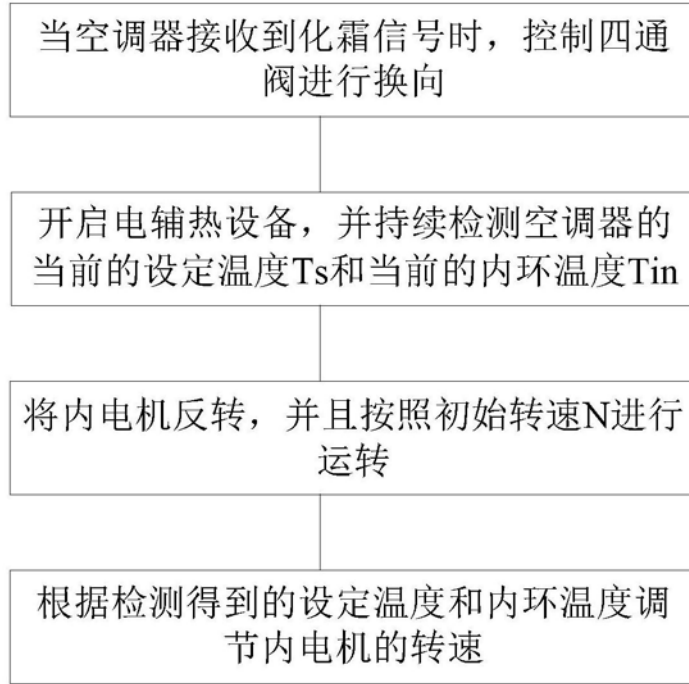 当空调器接收到化霜信号时，控制四通
阀进行换向
开启电辅热设备，并持续检测空调器的
当前的设定温度Ts和当前的内环温度Tin
将内电机反转，并且按照初始转速N进行
运转
根据检测得到的设定温度和内环温度调
节内电机的转速